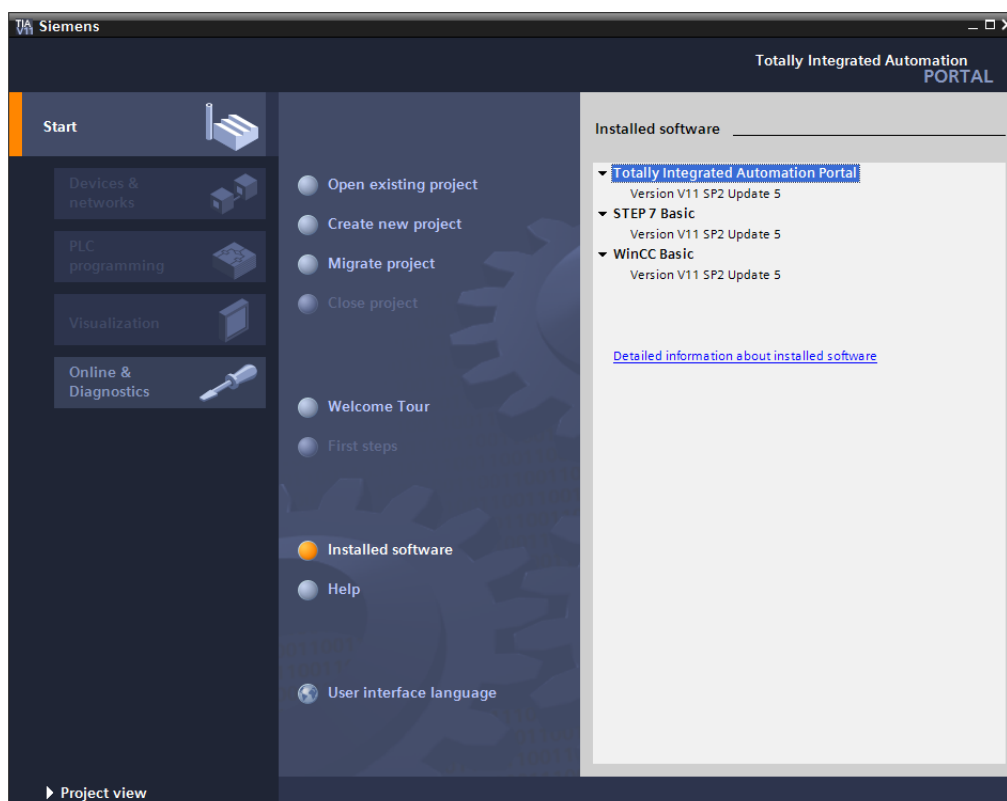 TIA
V11 Siemens
Totally Integrated Automation
PORTAL
Start
Devices &
networks
PLC
programming
Visualization
Online &
Diagnostics
Project view
Open existing project
Create new project
Migrate project
Close project
Welcome Tour
First steps
Installed software
Help
User interface language
Installed software
Totally Integrated Automation Portal
Version V11 SP2 Update 5
STEP 7 Basic
Version V11 SP2 Update 5
WinCC Basic
Version V11 SP2 Update 5
Detailed information about installed software